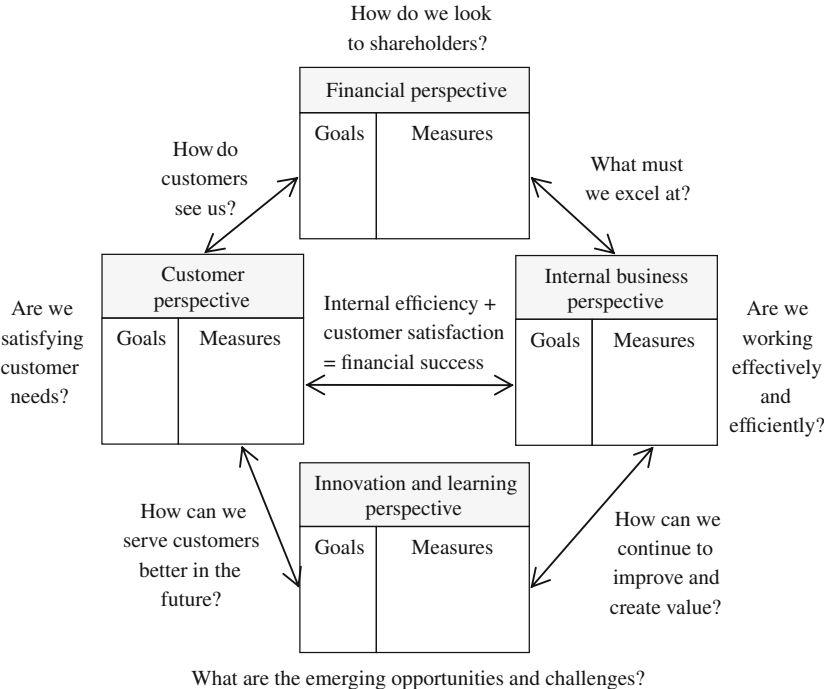 How do we look
to shareholders?
Financial perspective
Goals
Measures
How do
customers
see us?
What must
we excel at?
Customer
perspective
Goals
Measures
Internal efficiency +
customer satisfaction
= financial success
Internal business
perspective
Goals
Measures
Are we
satisfying
customer
needs?
Are we
working
effectively
and
efficiently?
Innovation and learning
perspective
Goals
Measures
How can we
serve customers
better in the
future?
How can we
continue to
improve and
create value?
What are the emerging opportunities and challenges?